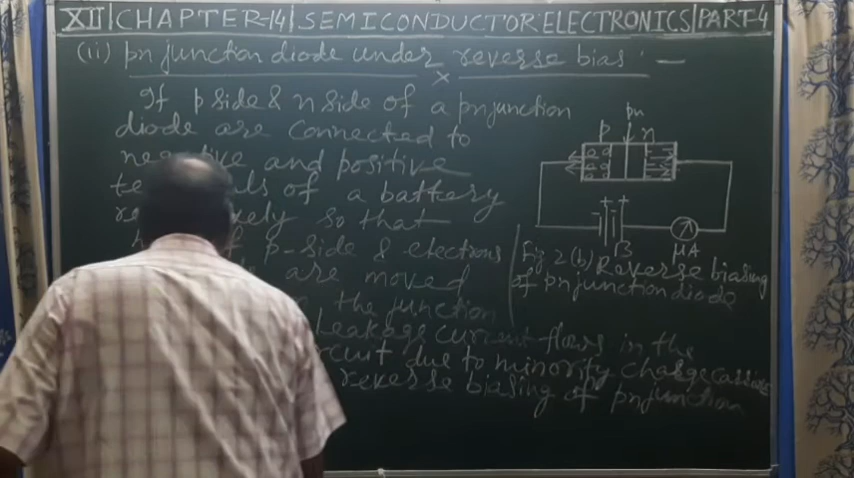 XII|CHAPTER-14|SEMICONDUCTOR ELECTRONICS|PART-4
(ii) pn junction diode under reverse bias :—
If p side & n side of a pn junction
diode are connected to
and positive
of a battery
so that
p-side & electrons
are moved
the junction
Leakage current flows in the
due to minority charge carriers
reverse biasing of pn junction
pn
p n
B
μA
Fig 2(b) Reverse biasing
of pn junction diode